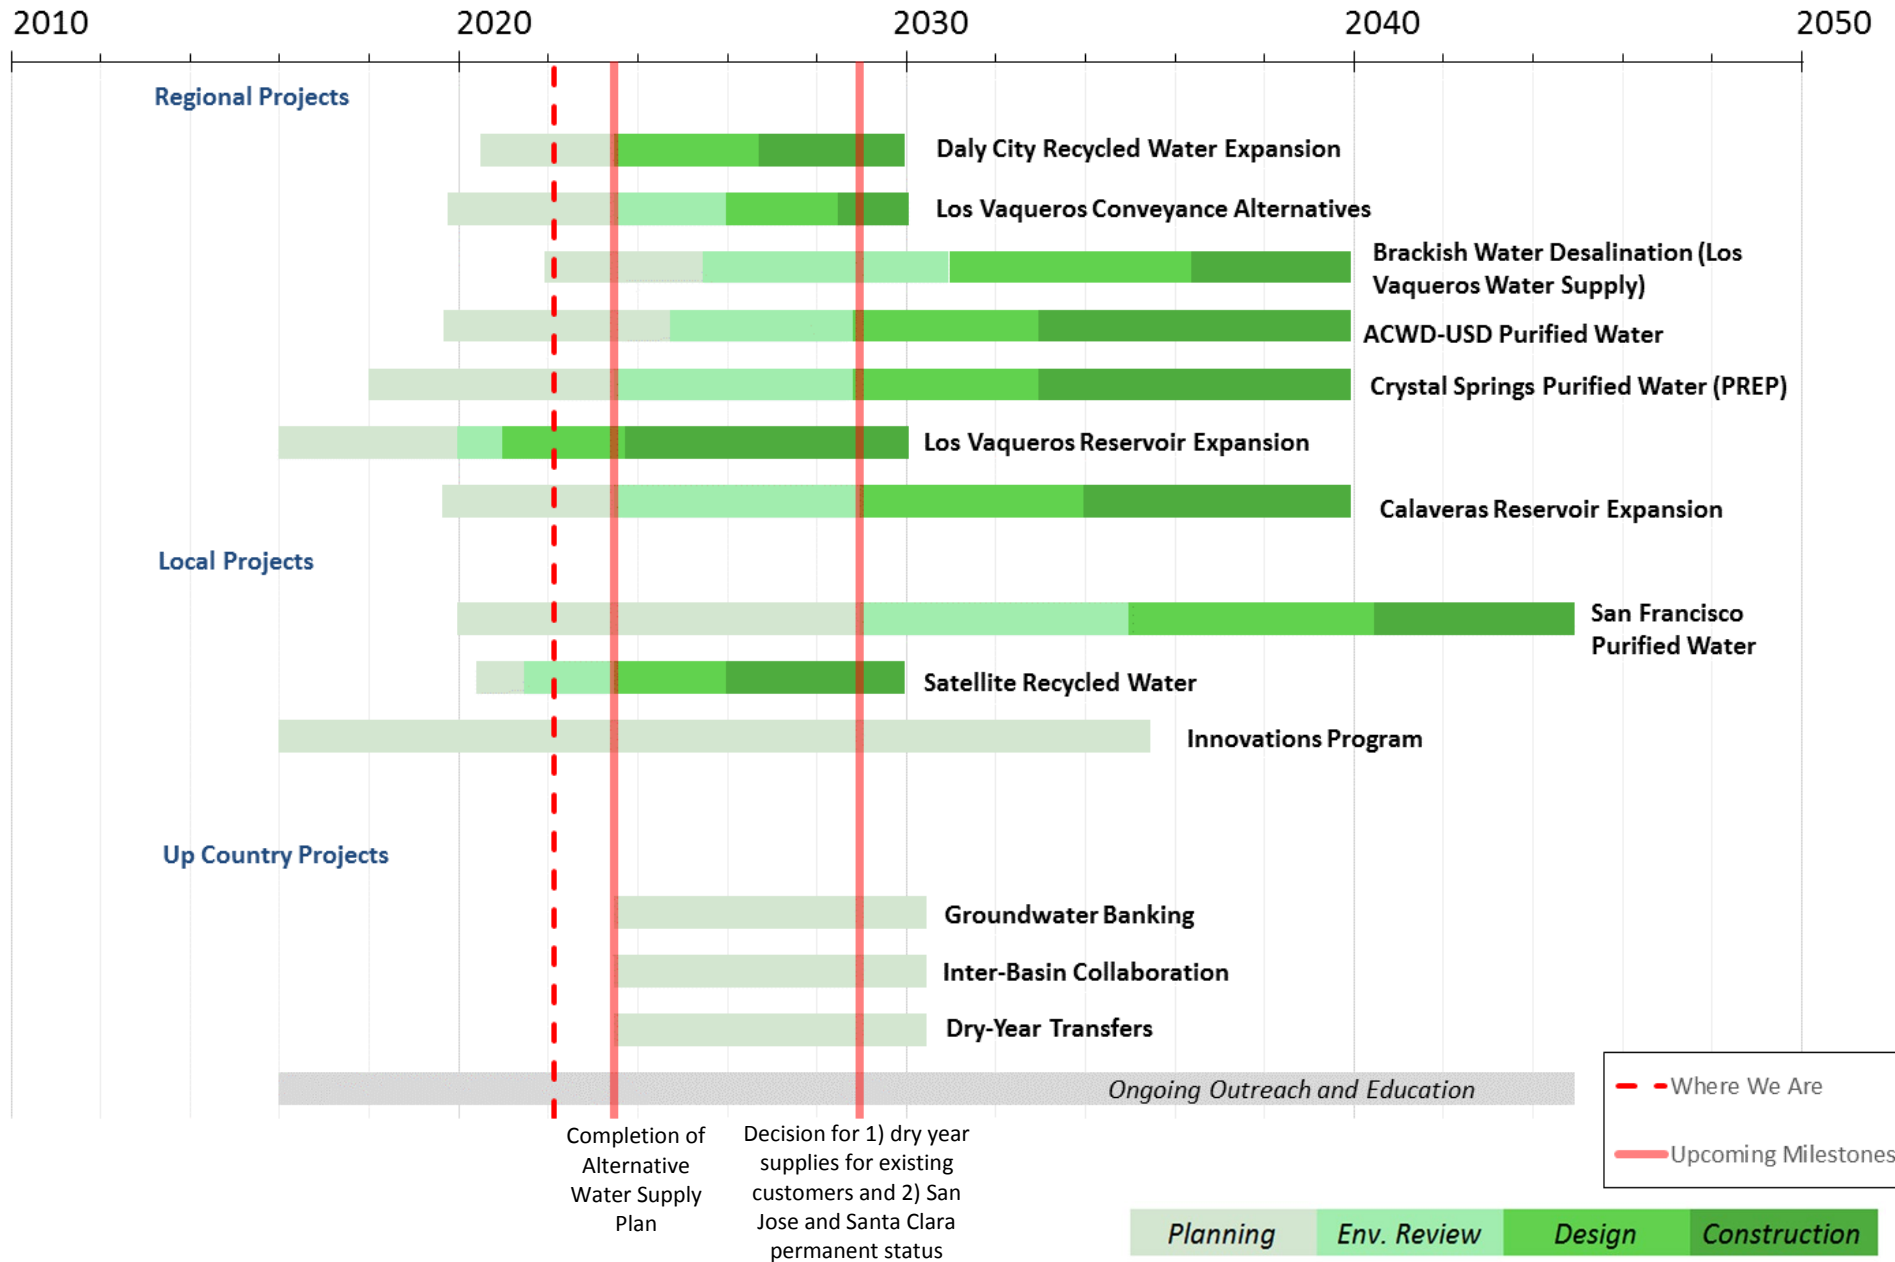 2010 2020 2030 2040 2050
Regional Projects
Daly City Recycled Water Expansion
Los Vaqueros Conveyance Alternatives
Brackish Water Desalination (Los
Vaqueros Water Supply)
ACWD-USD Purified Water
Crystal Springs Purified Water (PREP)
Los Vaqueros Reservoir Expansion
Calaveras Reservoir Expansion
Local Projects
San Francisco
Purified Water
Satellite Recycled Water
Innovations Program
Up Country Projects
Groundwater Banking
Inter-Basin Collaboration
Dry-Year Transfers
Ongoing Outreach and Education
Where We Are
Upcoming Milestones
Completion of
Alternative
Water Supply
Plan
Decision for 1) dry year
supplies for existing
customers and 2) San
Jose and Santa Clara
permanent status
Planning Env. Review Design Construction